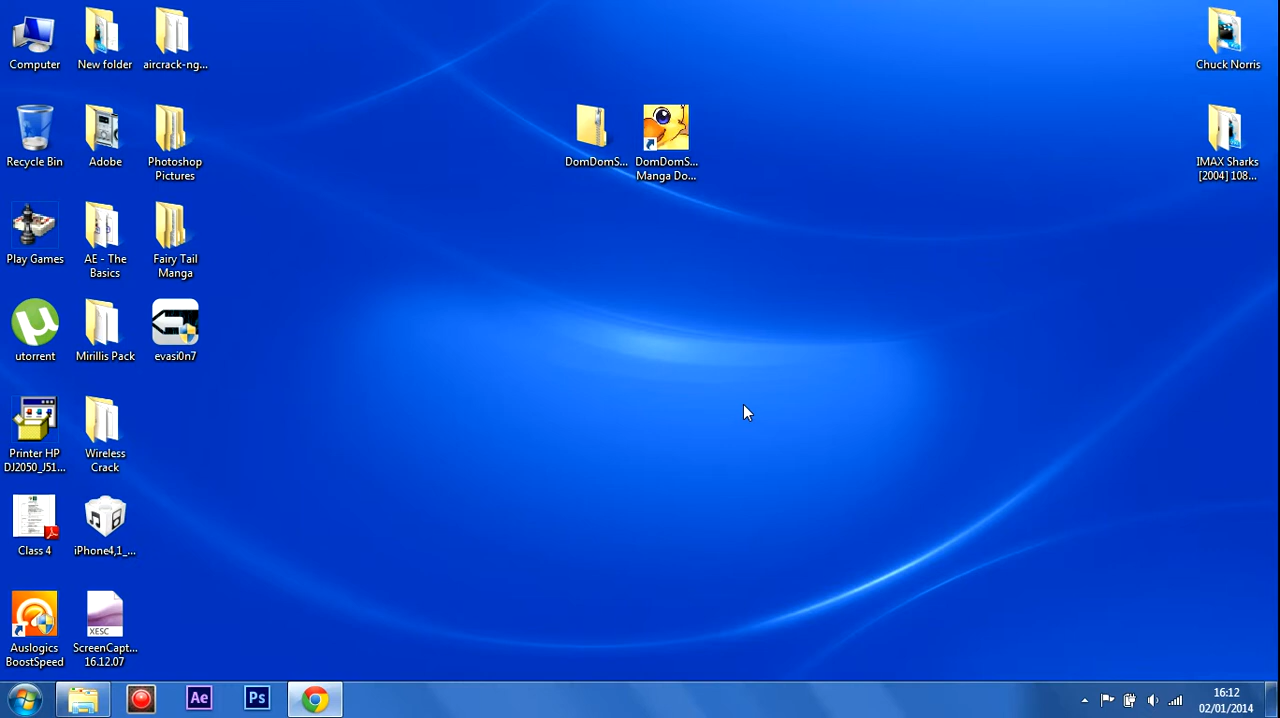 Computer
New folder
aircrack-ng...
Chuck Norris
Recycle Bin
Adobe
Photoshop
Pictures
DomDomS...
DomDomS...
Manga Do...
IMAX Sharks
[2004] 108...
Play Games
AE - The
Basics
Fairy Tail
Manga
utorrent
Mirillis Pack
evasi0n7
Printer HP
DJ2050_J51...
Wireless
Crack
Class 4
iPhone4,1_...
XESC
Auslogics
BoostSpeed
ScreenCapt...
16.12.07
Ae
Ps
16:12
02/01/2014